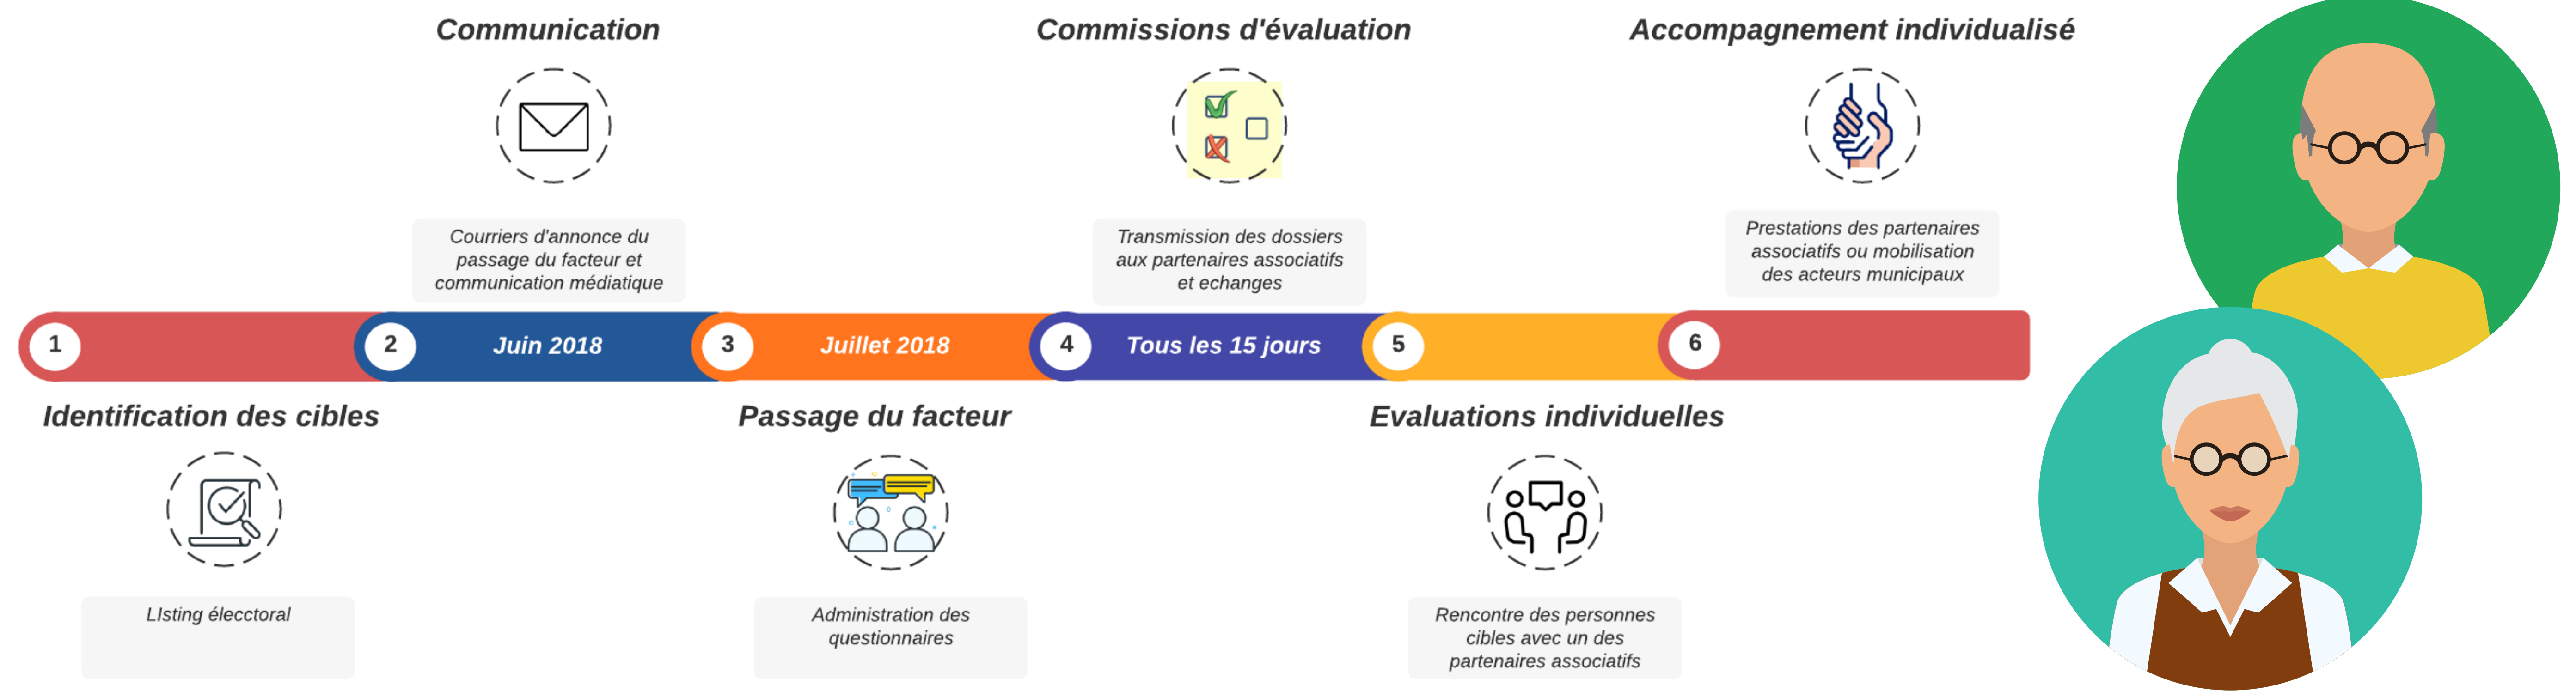 Communication
Courriers d'annonce du
passage du facteur et
communication médiatique
Commissions d'évaluation
Transmission des dossiers
aux partenaires associatifs
et echanges
Accompagnement individualisé
Prestations des partenaires
associatifs ou mobilisation
des acteurs municipaux
1
2
Juin 2018
3
Juillet 2018
4
Tous les 15 jours
5
6
Identification des cibles
LIsting élecctoral
Passage du facteur
Administration des
questionnaires
Evaluations individuelles
Rencontre des personnes
cibles avec un des
partenaires associatifs